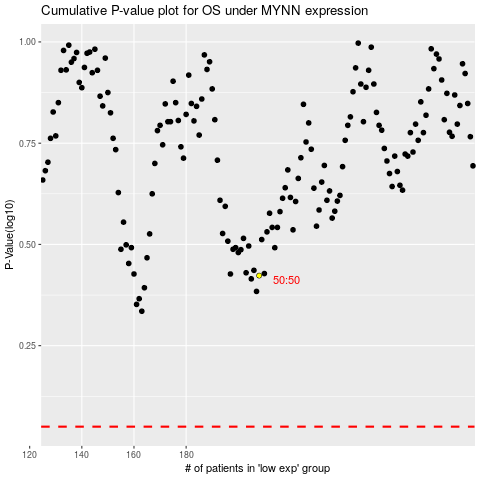 Cumulative P-value plot for OS under MYNN expression
1.00
0.75
0.50
0.25
P-Value(log10)
50:50
120 140 160 180
# of patients in 'low exp' group